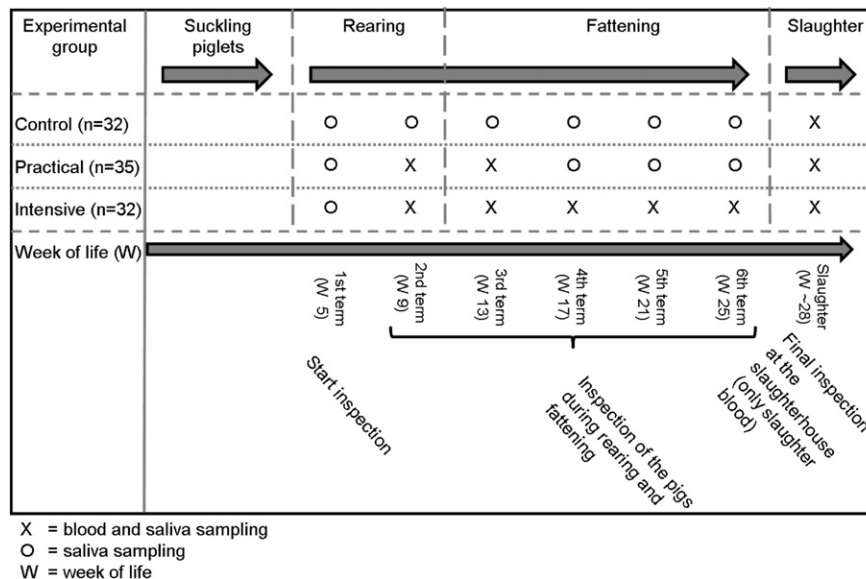 Experimental group
Suckling piglets
Rearing
Fattening
Slaughter
Control (n=32) O O O O O O X
Practical (n=35) O X X O O O X
Intensive (n=32) O X X X X X X
Week of life (W)
1st term
(W 5)
2nd term
(W 9)
3rd term
(W 13)
4th term
(W 17)
5th term
(W 21)
6th term
(W 25)
Slaughter
(W ~28)
Start inspection
Inspection of the pigs
during rearing and
fattening
Final inspection
at the
slaughterhouse
(only slaughter
blood)
X = blood and saliva sampling
O = saliva sampling
W = week of life